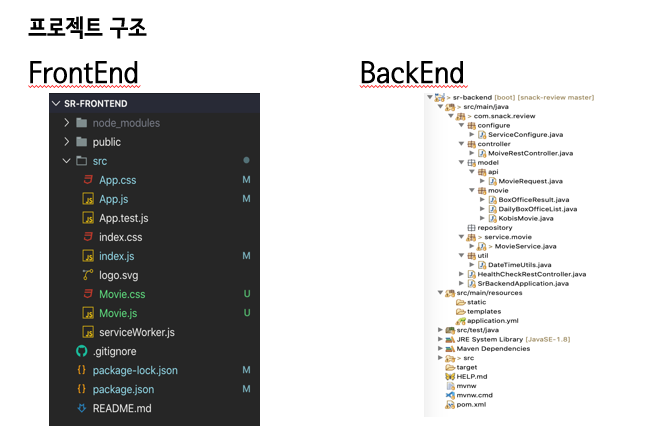 프로젝트 구조
FrontEnd
SR-FRONTEND
node_modules
public
src
App.css M
App.js M
App.test.js
index.css
index.js M
logo.svg
Movie.css U
Movie.js U
serviceWorker.js
.gitignore
package-lock.json M
package.json M
README.md
BackEnd
> sr-backend [boot] [snack-review master]
> src/main/java
> com.snack.review
configure
ServiceConfigure.java
controller
MoiveRestController.java
model
api
MovieRequest.java
movie
BoxOfficeResult.java
DailyBoxOfficeList.java
KobisMovie.java
repository
> service.movie
> MovieService.java
util
DateTimeUtils.java
HealthCheckRestController.java
SrBackendApplication.java
src/main/resources
static
templates
application.yml
src/test/java
JRE System Library [JavaSE-1.8]
Maven Dependencies
> src
target
HELP.md
mvnw
mvnw.cmd
pom.xml